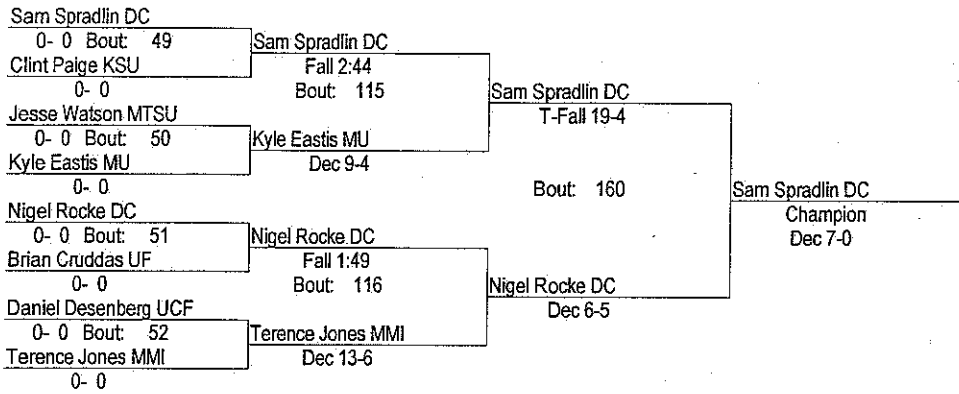 Sam Spradlin DC
0- 0 Bout: 49
Clint Paige KSU
0- 0
Jesse Watson MTSU
0- 0 Bout: 50
Kyle Eastis MU
0- 0
Nigel Rocke DC
0- 0 Bout: 51
Brian Cruddas UF
0- 0
Daniel Desenberg UCF
0- 0 Bout: 52
Terence Jones MMI
0- 0
Sam Spradlin DC
Fall 2:44
Bout: 115
Kyle Eastis MU
Dec 9-4
Nigel Rocke DC
Fall 1:49
Bout: 116
Terence Jones MMI
Dec 13-6
Sam Spradlin DC
T-Fall 19-4
Bout: 160
Nigel Rocke DC
Dec 6-5
Sam Spradlin DC
Champion
Dec 7-0